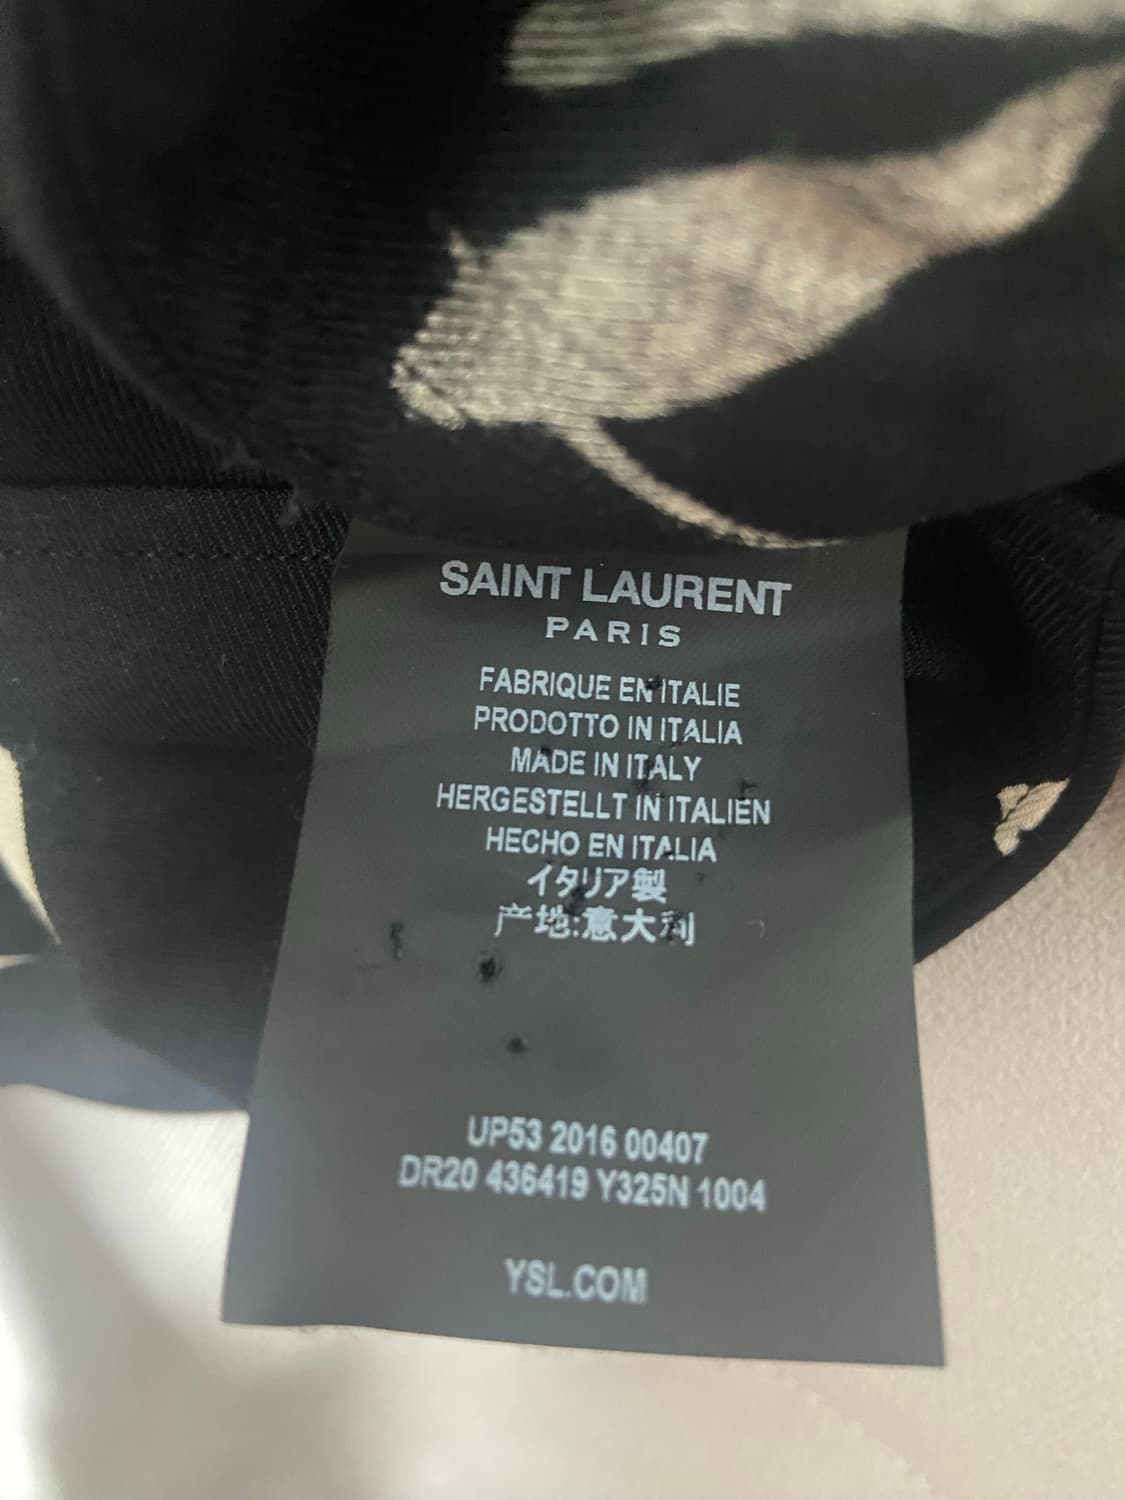 SAINT LAURENT
PARIS
FABRIQUE EN ITALIE
PRODOTTO IN ITALIA
MADE IN ITALY
HERGESTELLT IN ITALIEN
HECHO EN ITALIA
イタリア製
产地:意大利
UP53 2016 00407
DR20 436419 Y325N 1004
YSL.COM